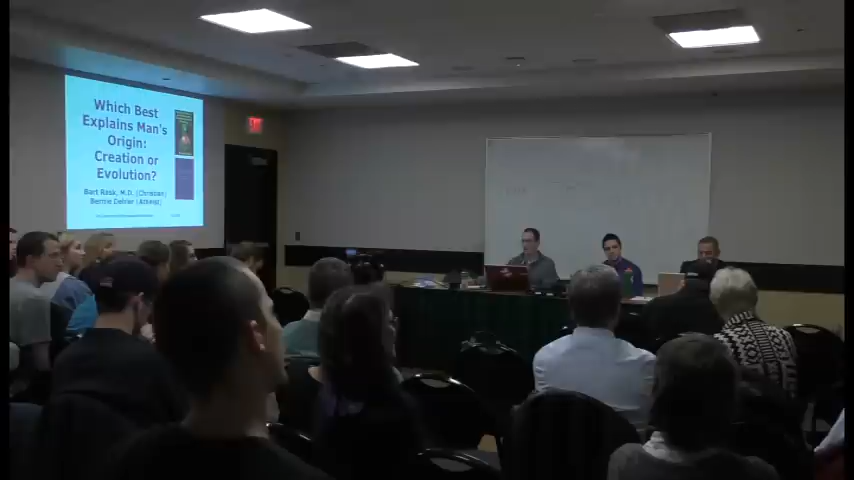 Which Best
Explains Man's
Origin:
Creation or
Evolution?
Bart Rask, M.D. (Christian)
Bernie Dehler (Atheist)